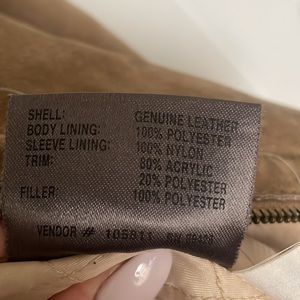 SHELL: GENUINE LEATHER
BODY LINING: 100% POLYESTER
SLEEVE LINING: 100% NYLON
TRIM: 80% ACRYLIC
20% POLYESTER
FILLER: 100% POLYESTER
VENDOR #